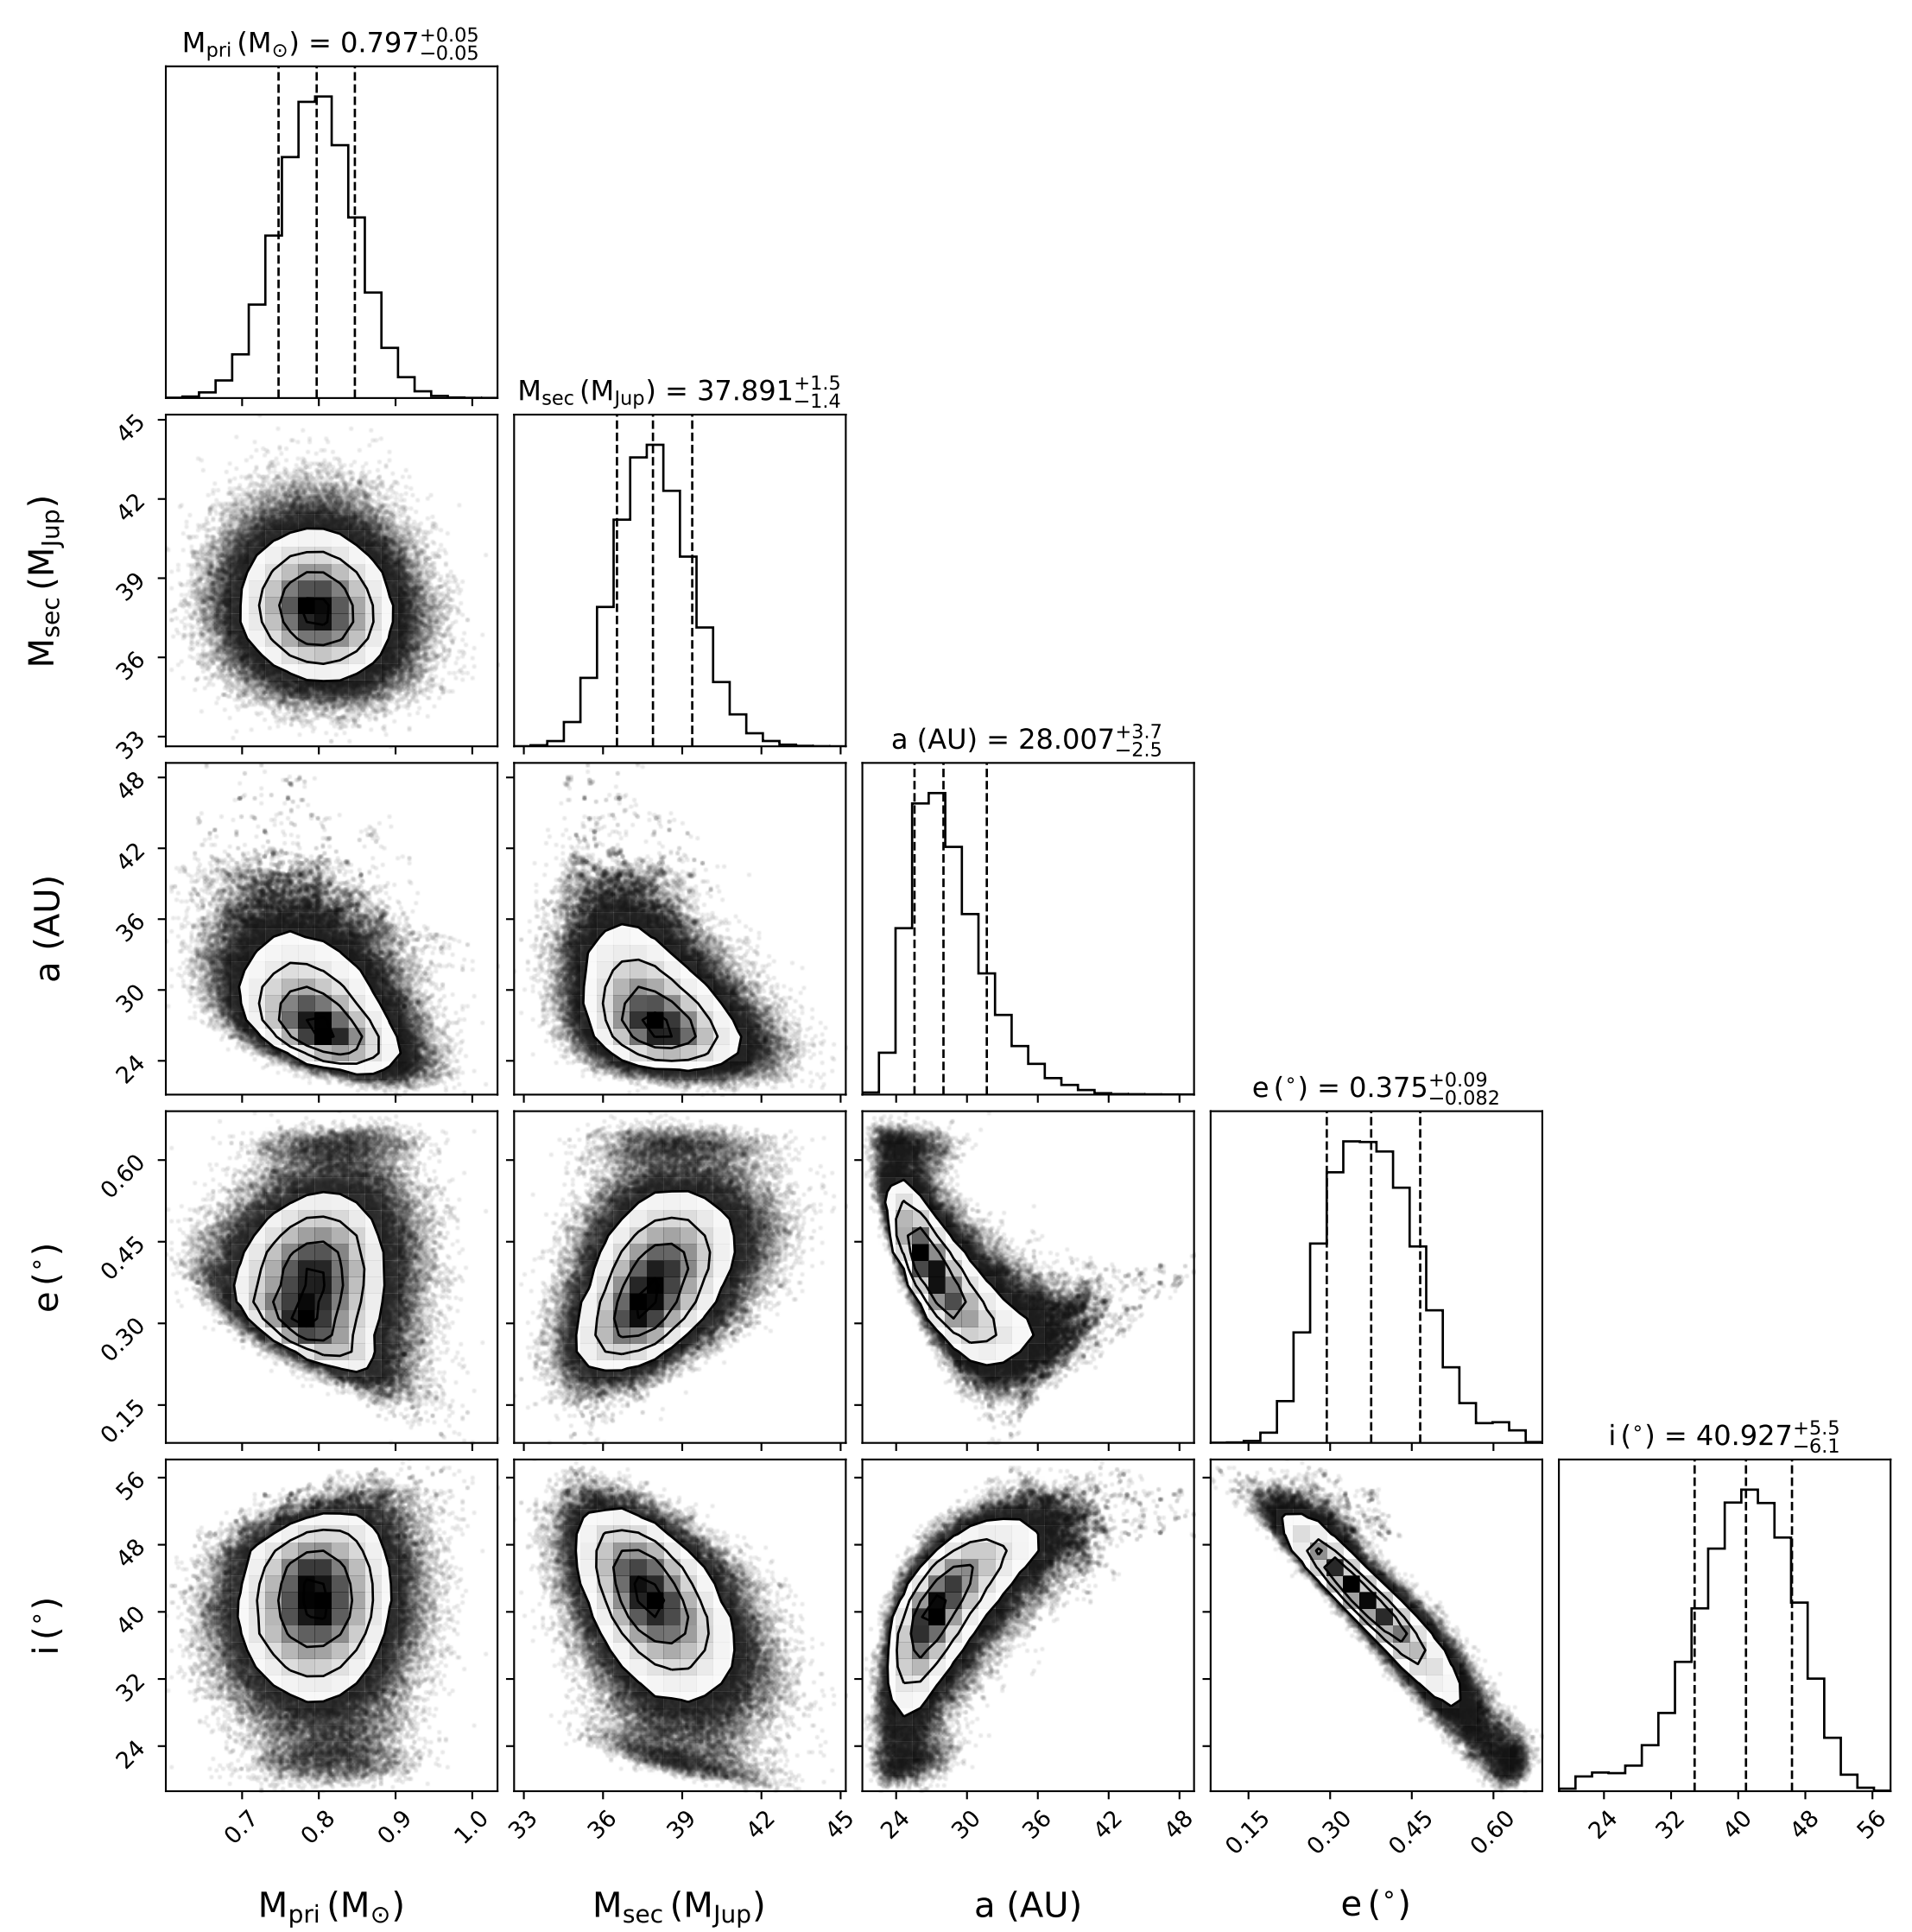 M_pri (M_⊙) = 0.797 +0.05 −0.05
M_sec (M_Jup) = 37.891 +1.5 −1.4
45
42
39
36
33
M_sec (M_Jup)
a (AU) = 28.007 +3.7 −2.5
48
42
36
30
24
a (AU)
e (°) = 0.375 +0.09 −0.082
0.60
0.45
0.30
0.15
e (°)
i (°) = 40.927 +5.5 −6.1
56
48
40
32
24
i (°)
0.7 0.8 0.9 1.0 33 36 39 42 45 24 30 36 42 48 0.15 0.30 0.45 0.60 24 32 40 48 56
M_pri (M_⊙) M_sec (M_Jup) a (AU) e (°)